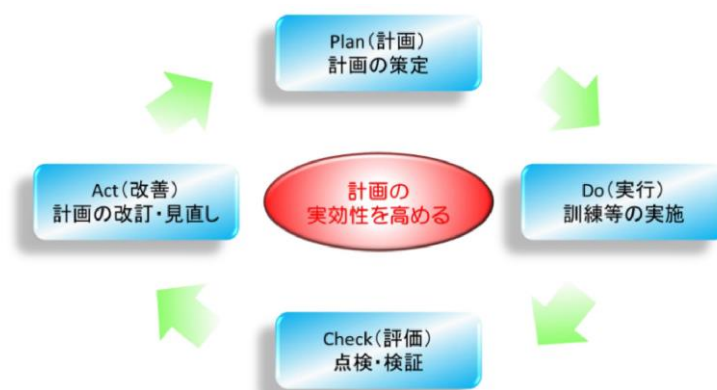 Plan(計画)
計画の策定
Act(改善)
計画の改訂・見直し
計画の
実効性を高める
Do(実行)
訓練等の実施
Check(評価)
点検・検証